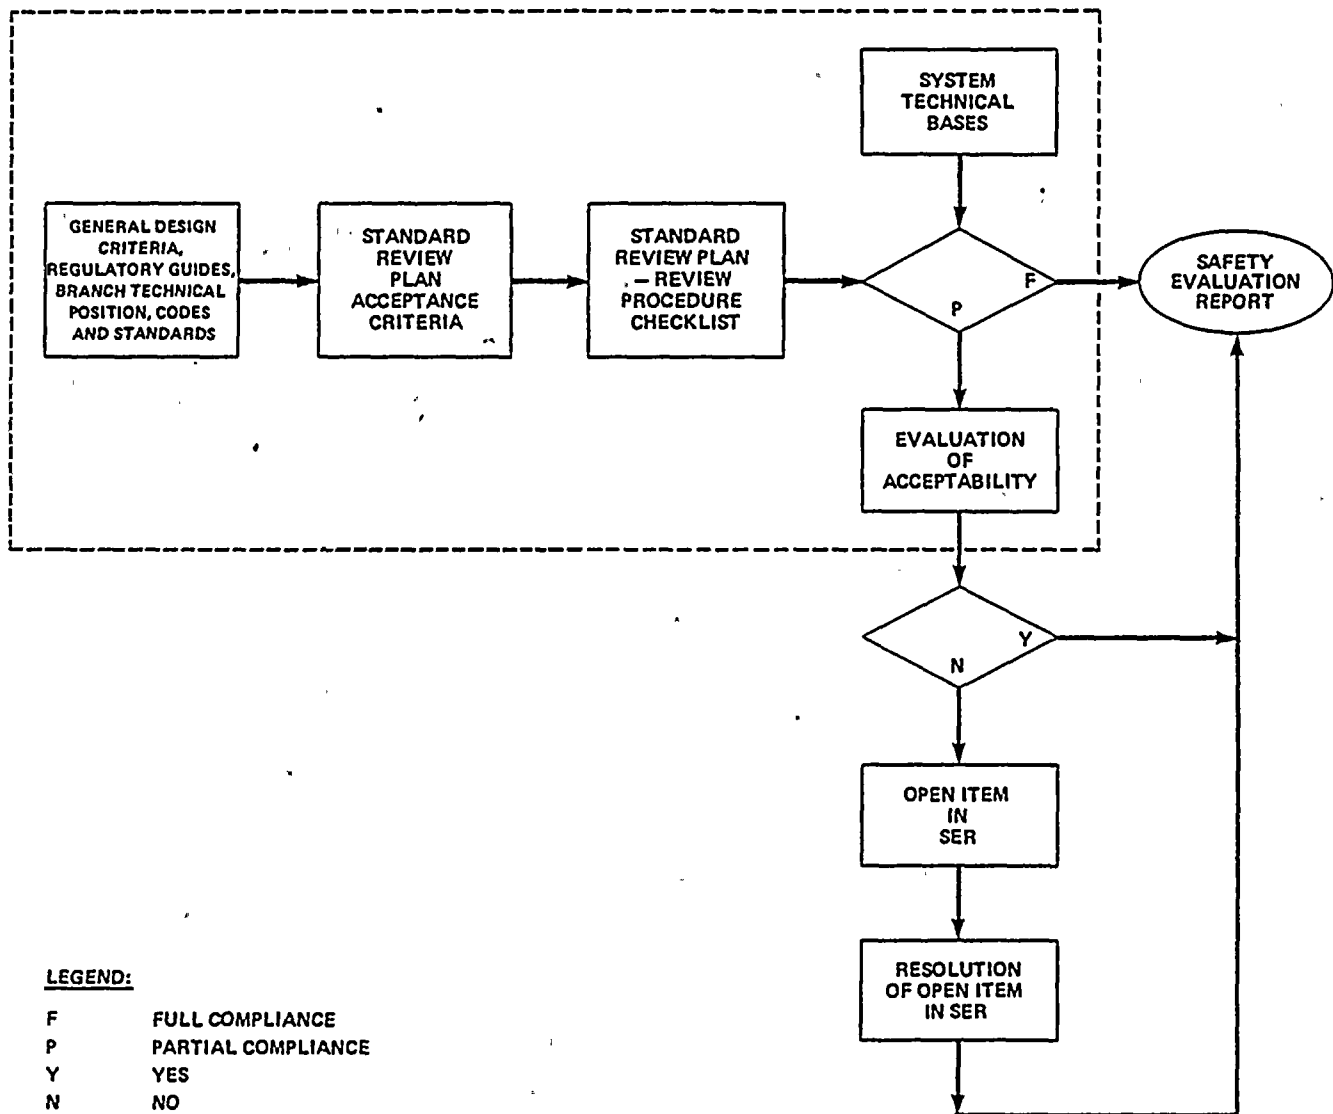 SYSTEM
TECHNICAL
BASES
GENERAL DESIGN
CRITERIA,
REGULATORY GUIDES,
BRANCH TECHNICAL
POSITION, CODES
AND STANDARDS
STANDARD
REVIEW
PLAN
ACCEPTANCE
CRITERIA
STANDARD
REVIEW PLAN
– REVIEW
PROCEDURE
CHECKLIST
F
P
SAFETY
EVALUATION
REPORT
EVALUATION
OF
ACCEPTABILITY
Y
N
OPEN ITEM
IN
SER
RESOLUTION
OF OPEN ITEM
IN SER
LEGEND:
F FULL COMPLIANCE
P PARTIAL COMPLIANCE
Y YES
N NO